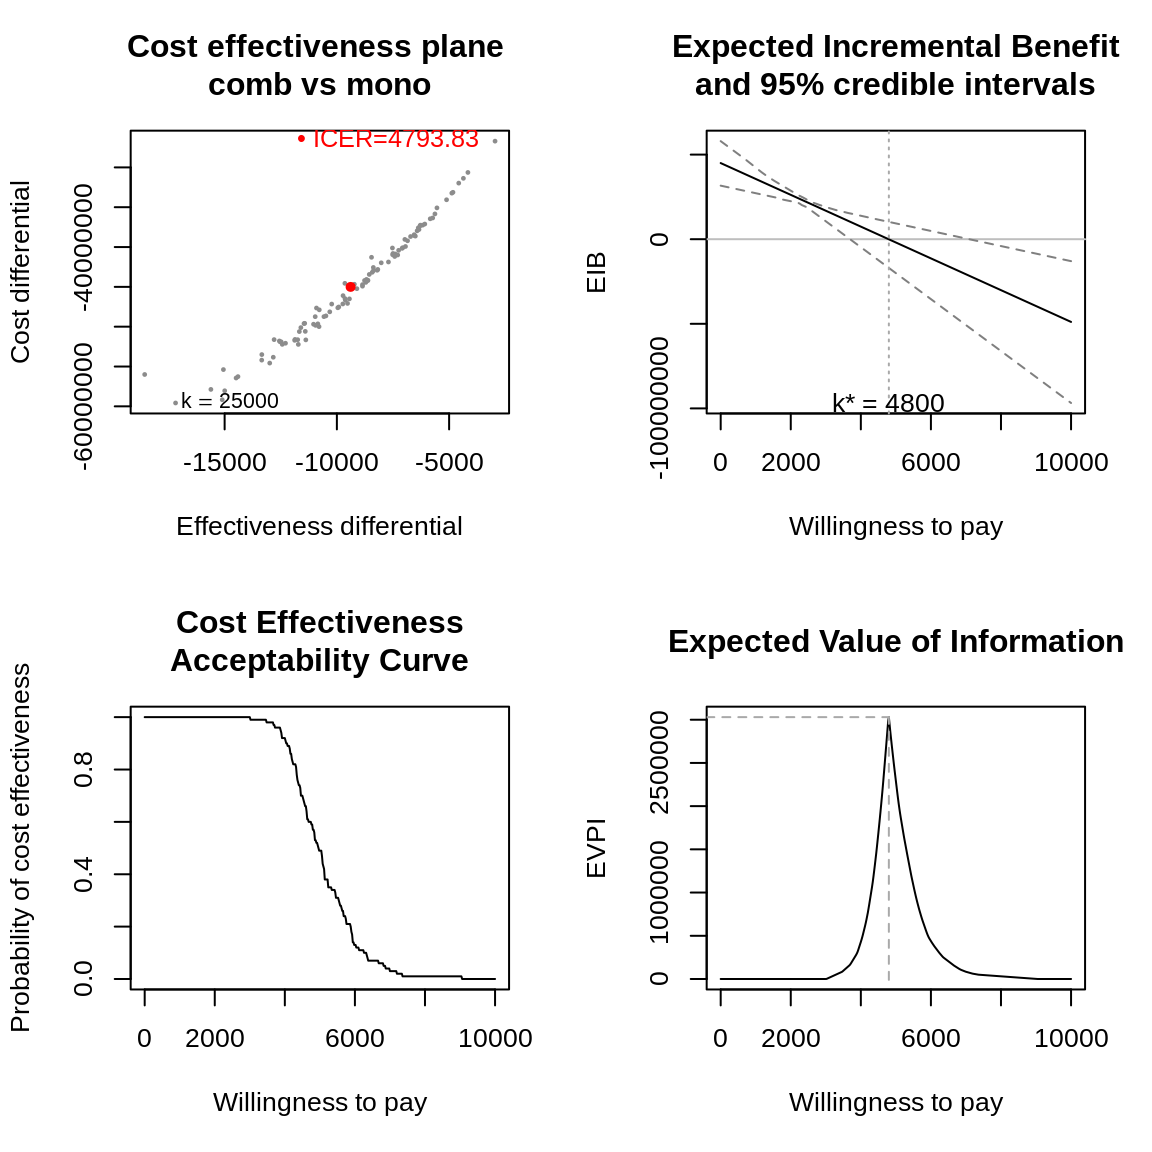 Cost effectiveness plane
comb vs mono
ICER=4793.83
k = 25000
Cost differential
-60000000
-40000000
-15000
-10000
-5000
Effectiveness differential
Expected Incremental Benefit
and 95% credible intervals
EIB
-100000000
0
k* = 4800
0
2000
6000
10000
Willingness to pay
Cost Effectiveness
Acceptability Curve
Probability of cost effectiveness
0.0
0.4
0.8
0
2000
6000
10000
Willingness to pay
Expected Value of Information
EVPI
0
1000000
2500000
0
2000
6000
10000
Willingness to pay